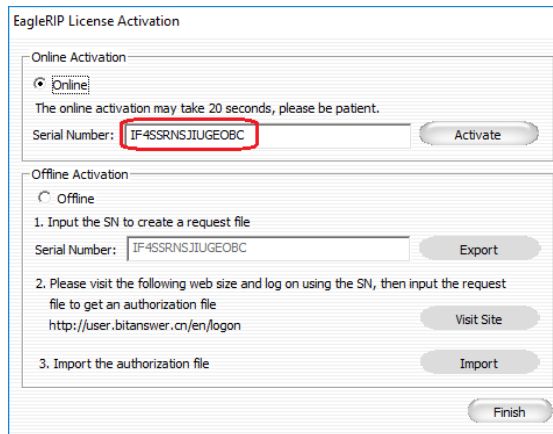 EagleRIP License Activation
Online Activation
Online
The online activation may take 20 seconds, please be patient.
Serial Number: IF4SSRNSJIUGEOBC Activate
Offline Activation
Offline
1. Input the SN to create a request file
Serial Number: IF4SSRNSJIUGEOBC Export
2. Please visit the following web size and log on using the SN, then input the request
file to get an authorization file
http://user.bitanswer.cn/en/logon Visit Site
3. Import the authorization file Import
Finish